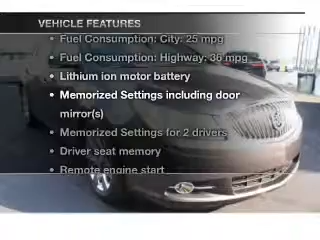 VEHICLE FEATURES
• Fuel Consumption: City: 25 mpg
• Fuel Consumption: Highway: 36 mpg
• Lithium ion motor battery
• Memorized Settings including door
mirror(s)
• Memorized Settings for 2 drivers
• Driver seat memory
• Remote engine start